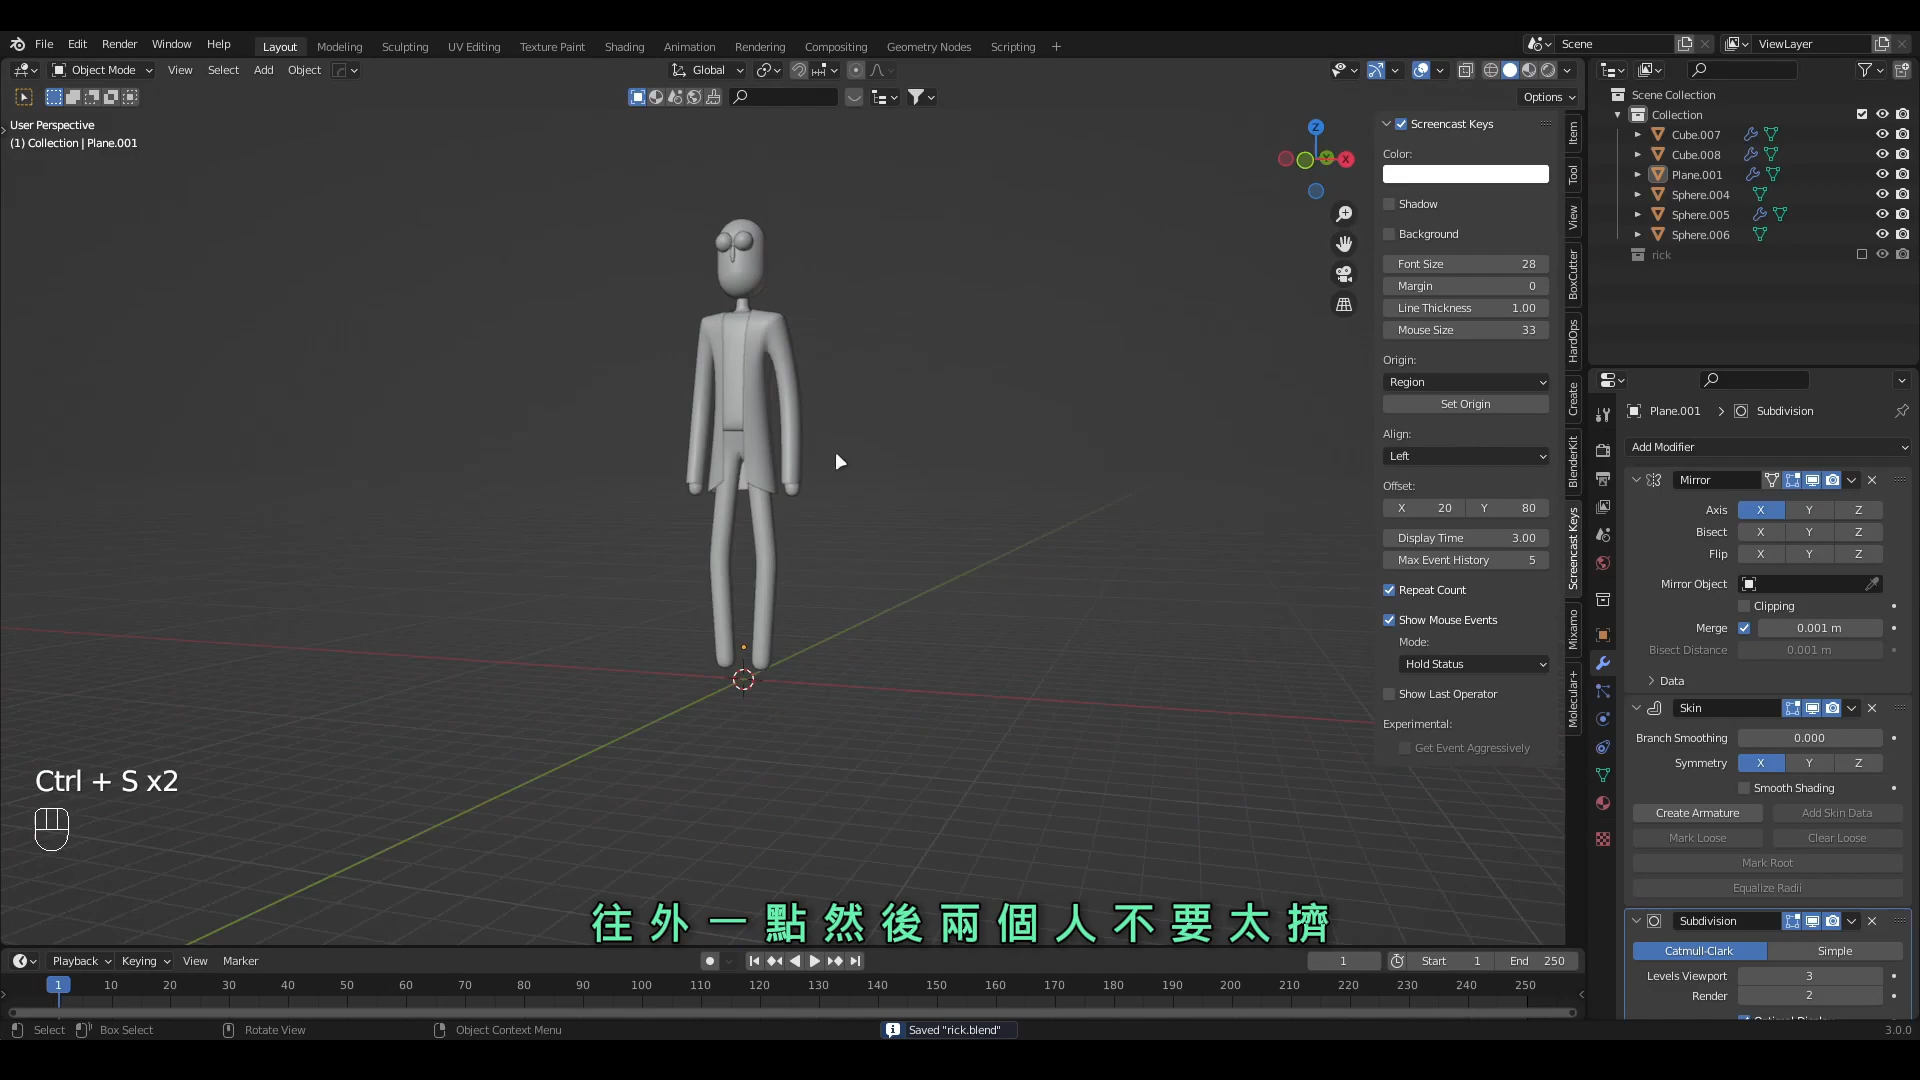 File Edit Render Window Help Layout Modeling Sculpting UV Editing Texture Paint Shading Animation Rendering Compositing Geometry Nodes Scripting + Scene ViewLayer
Object Mode View Select Add Object Global
Options
User Perspective
(1) Collection | Plane.001
Z
X
Screencast Keys
Color:
Shadow
Background
Font Size 28
Margin 0
Line Thickness 1.00
Mouse Size 33
Origin:
Region
Set Origin
Align:
Left
Offset:
X 20 Y 80
Display Time 3.00
Max Event History 5
Repeat Count
Show Mouse Events
Mode:
Hold Status
Show Last Operator
Experimental:
Get Event Aggressively
Item
Tool
View
BoxCutter
HardOps
Create
BlenderKit
Screencast Keys
Mixamo
Molecular+
Scene Collection
Collection
Cube.007
Cube.008
Plane.001
Sphere.004
Sphere.005
Sphere.006
rick
Plane.001 > Subdivision
Add Modifier
Mirror
Axis X Y Z
Bisect X Y Z
Flip X Y Z
Mirror Object
Clipping
Merge 0.001 m
Bisect Distance 0.001 m
Data
Skin
Branch Smoothing 0.000
Symmetry X Y Z
Smooth Shading
Create Armature Add Skin Data
Mark Loose Clear Loose
Mark Root
Equalize Radii
Subdivision
Catmull-Clark Simple
Levels Viewport 3
Render 2
Ctrl + S x2
往外一點然後兩個人不要太擠
Playback Keying View Marker 1 Start 1 End 250
1 10 20 30 40 50 60 70 80 90 100 110 120 130 140 150 160 170 180 190 200 210 220 230 240 250
Select Box Select Rotate View Object Context Menu Saved "rick.blend" 3.0.0